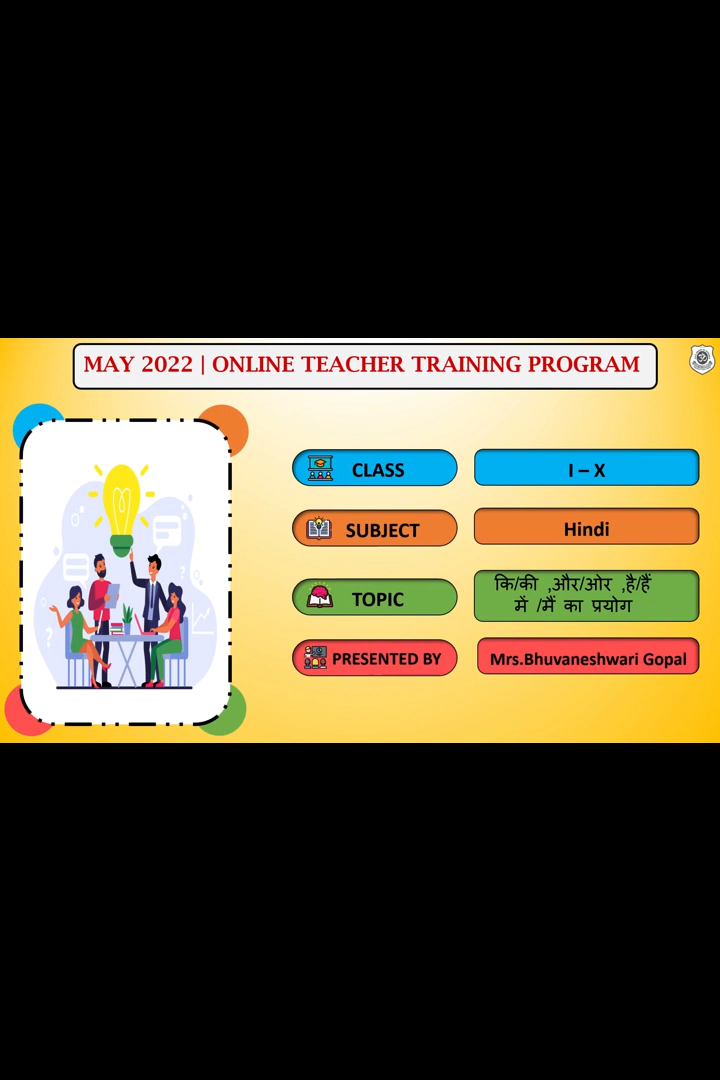 MAY 2022 | ONLINE TEACHER TRAINING PROGRAM
CLASS
I – X
SUBJECT
Hindi
TOPIC
कि/की ,और/ओर ,है/हैं
में /मैं का प्रयोग
PRESENTED BY
Mrs.Bhuvaneshwari Gopal